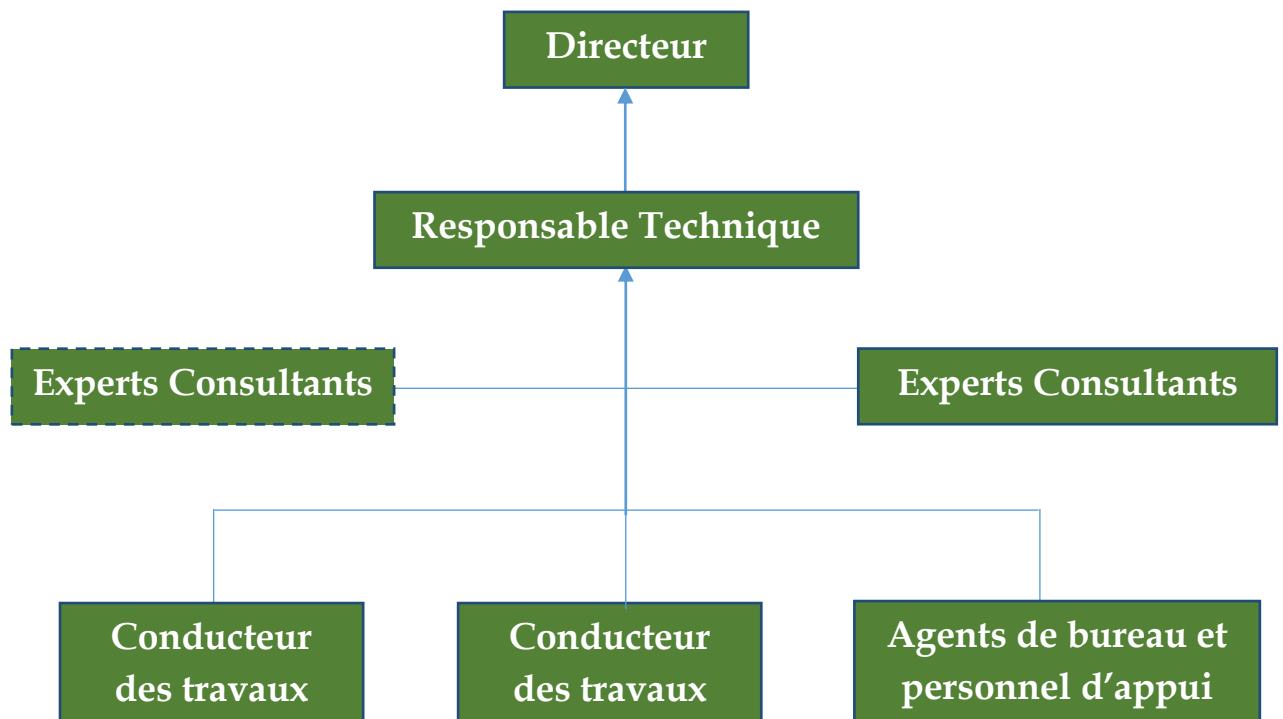 Directeur
Responsable Technique
Experts Consultants
Experts Consultants
Conducteur
des travaux
Conducteur
des travaux
Agents de bureau et
personnel d’appui